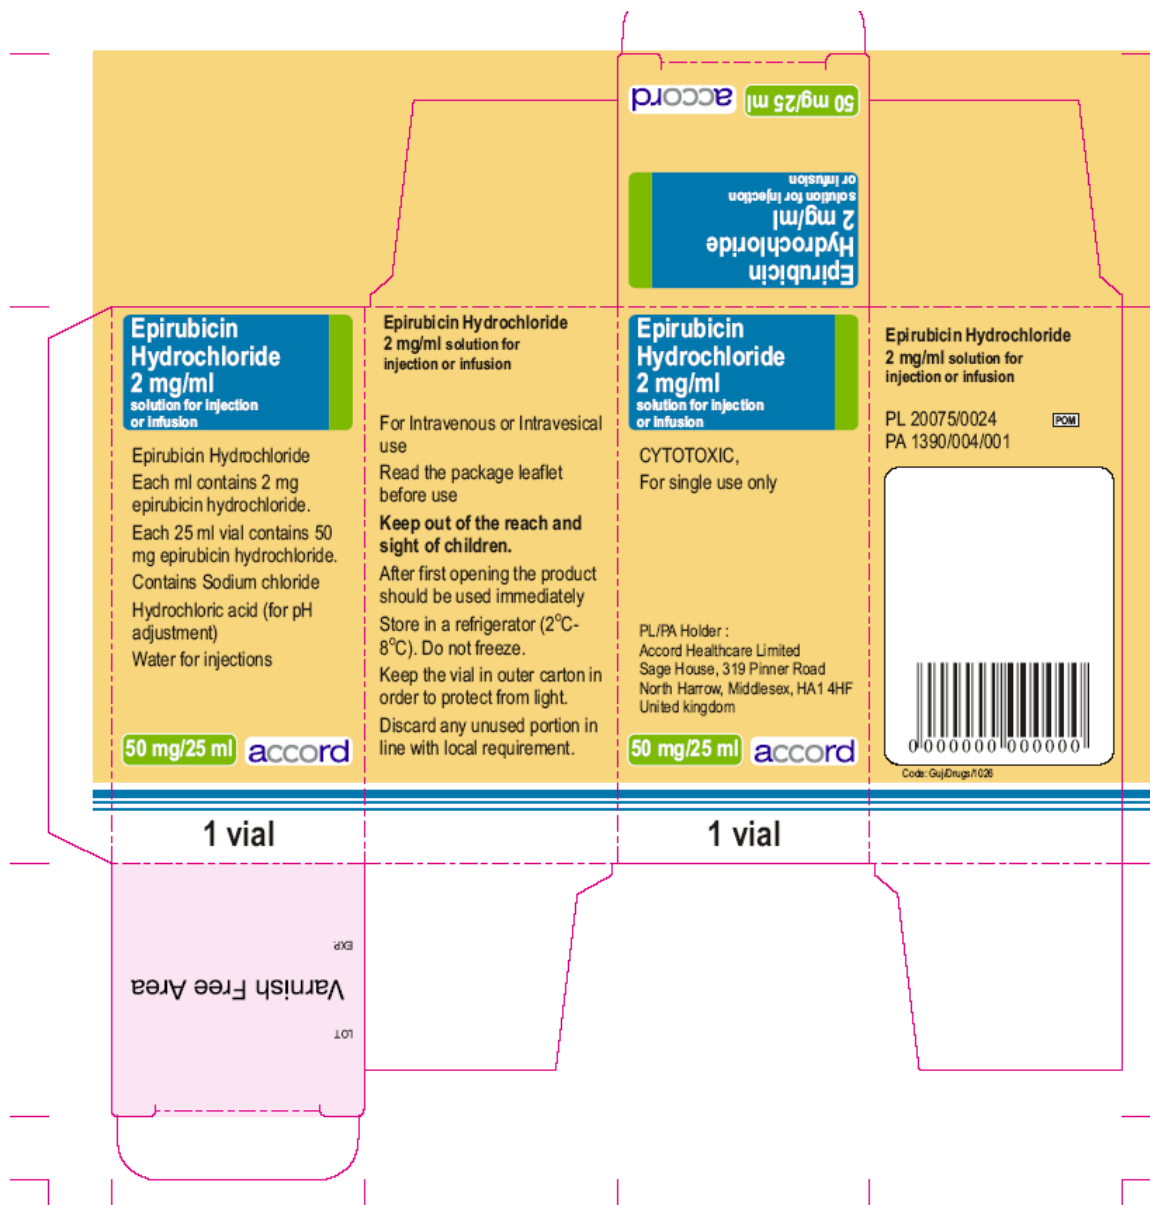 accord
50 mg/25 ml
Epirubicin
Hydrochloride
2 mg/ml
solution for injection
or infusion
Epirubicin
Hydrochloride
2 mg/ml
solution for injection
or infusion
Epirubicin Hydrochloride
Each ml contains 2 mg
epirubicin hydrochloride.
Each 25 ml vial contains 50
mg epirubicin hydrochloride.
Contains Sodium chloride
Hydrochloric acid (for pH
adjustment)
Water for injections
50 mg/25 ml
accord
1 vial
Epirubicin Hydrochloride
2 mg/ml solution for
injection or infusion
For Intravenous or Intravesical
use
Read the package leaflet
before use
Keep out of the reach and
sight of children.
After first opening the product
should be used immediately
Store in a refrigerator (2°C-
8°C). Do not freeze.
Keep the vial in outer carton in
order to protect from light.
Discard any unused portion in
line with local requirement.
Epirubicin
Hydrochloride
2 mg/ml
solution for injection
or infusion
CYTOTOXIC,
For single use only
PL/PA Holder :
Accord Healthcare Limited
Sage House, 319 Pinner Road
North Harrow, Middlesex, HA1 4HF
United kingdom
50 mg/25 ml
accord
1 vial
Epirubicin Hydrochloride
2 mg/ml solution for
injection or infusion
PL 20075/0024
POM
PA 1390/004/001
0 000000 000000
Code: Guj/Drugs/1026
EXP.
Varnish Free Area
LOT